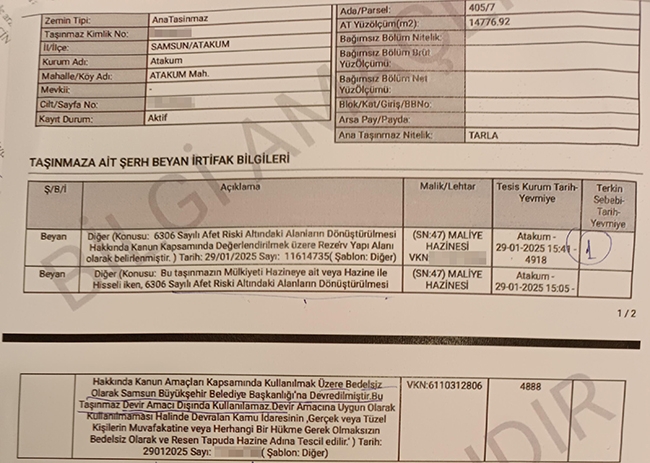 Zemin Tipi: AnaTasinmaz
Taşınmaz Kimlik No:
İl/İlçe: SAMSUN/ATAKUM
Kurum Adı: Atakum
Mahalle/Köy Adı: ATAKUM Mah.
Mevkii: -
Cilt/Sayfa No:
Kayıt Durum: Aktif
Ada/Parsel: 405/7
AT Yüzölçüm(m2): 14776.92
Bağımsız Bölüm Nitelik:
Bağımsız Bölüm Brüt
YüzÖlçümü:
Bağımsız Bölüm Net
YüzÖlçümü:
Blok/Kat/Giriş/BBNo:
Arsa Pay/Payda:
Ana Taşınmaz Nitelik: TARLA
TAŞINMAZA AİT ŞERH BEYAN İRTİFAK BİLGİLERİ
Ş/B/İ Açıklama Malik/Lehtar Tesis Kurum Tarih-
Yevmiye
Terkin
Sebebi-
Tarih-
Yevmiye
Beyan
Diğer (Konusu: 6306 Sayılı Afet Riski Altındaki Alanların Dönüştürülmesi
Hakkında Kanun Kapsamında Değerlendirilmek üzere Rezerv Yapı Alanı
olarak belirlenmiştir. ) Tarih: 29/01/2025 Sayı: 11614735( Şablon: Diğer)
(SN:47) MALİYE
HAZİNESİ
VKN
Atakum -
29-01-2025 15:41 -
4918
1
Beyan
Diğer (Konusu: Bu taşınmazın Mülkiyeti Hazineye ait veya Hazine ile
Hisseli iken, 6306 Sayılı Afet Riski Altındaki Alanların Dönüştürülmesi
(SN:47) MALİYE
HAZİNESİ
Atakum -
29-01-2025 15:05 -
1 / 2
Hakkında Kanun Amaçları Kapsamında Kullanılmak Üzere Bedelsiz
Olarak Samsun Büyükşehir Belediye Başkanlığı'na Devredilmiştir.Bu
Taşınmaz Devir Amacı Dışında Kullanılamaz.Devir Amacına Uygun Olarak
Kullanılmaması Halinde Devralan Kamu İdaresinin ,Gerçek veya Tüzel
Kişilerin Muvafakatine veya Herhangi Bir Hükme Gerek Olmaksızın
Bedelsiz Olarak ve Resen Tapuda Hazine Adına Tescil edilir.' ) Tarih:
29012025 Sayı: ( Şablon: Diğer)
VKN:6110312806
4888